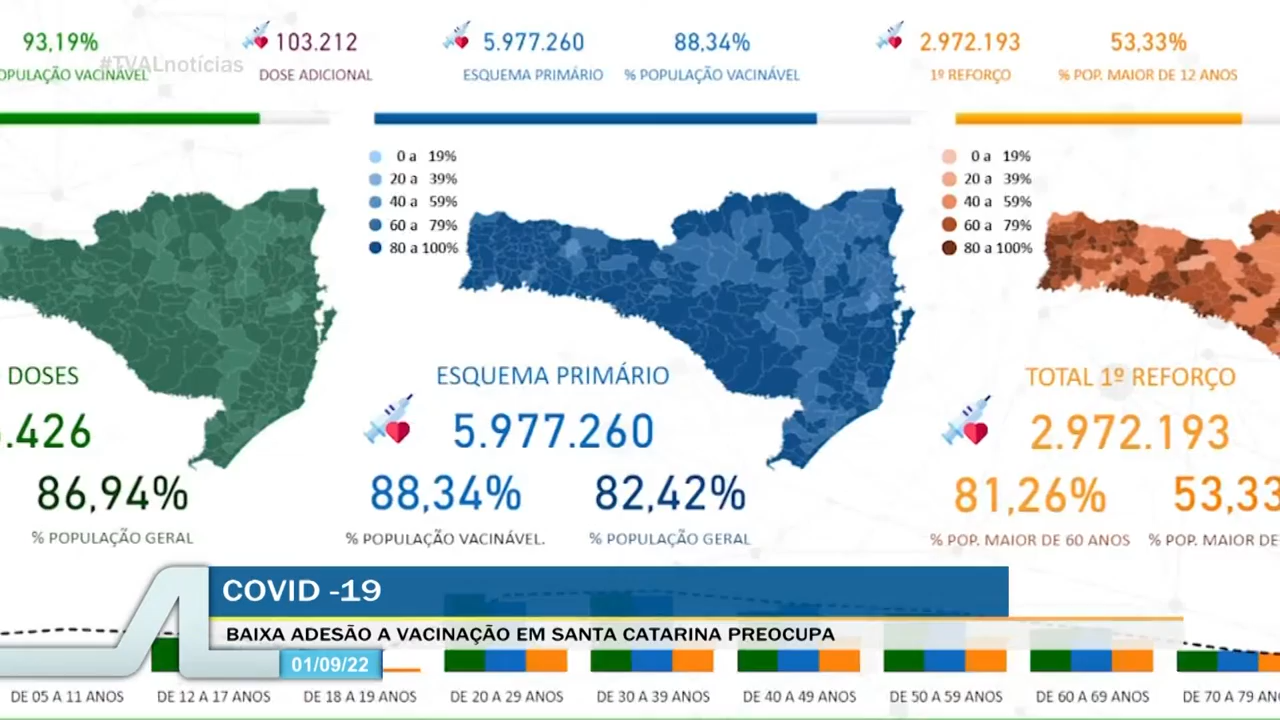 93,19%
103.212
5.977.260
88,34%
2.972.193
53,33%
#TVALnotícias
OPULAÇÃO VACINÁVEL
DOSE ADICIONAL
ESQUEMA PRIMÁRIO
% POPULAÇÃO VACINÁVEL
1º REFORÇO
% POP. MAIOR DE 12 ANOS
0 a 19%
20 a 39%
40 a 59%
60 a 79%
80 a 100%
0 a 19%
20 a 39%
40 a 59%
60 a 79%
80 a 100%
DOSES
.426
86,94%
% POPULAÇÃO GERAL
ESQUEMA PRIMÁRIO
5.977.260
88,34%
82,42%
% POPULAÇÃO VACINÁVEL.
% POPULAÇÃO GERAL
TOTAL 1º REFORÇO
2.972.193
81,26%
53,33
% POP. MAIOR DE 60 ANOS
% POP. MAIOR DE
COVID -19
BAIXA ADESÃO A VACINAÇÃO EM SANTA CATARINA PREOCUPA
01/09/22
DE 05 A 11 ANOS
DE 12 A 17 ANOS
DE 18 A 19 ANOS
DE 20 A 29 ANOS
DE 30 A 39 ANOS
DE 40 A 49 ANOS
DE 50 A 59 ANOS
DE 60 A 69 ANOS
DE 70 A 79 AN